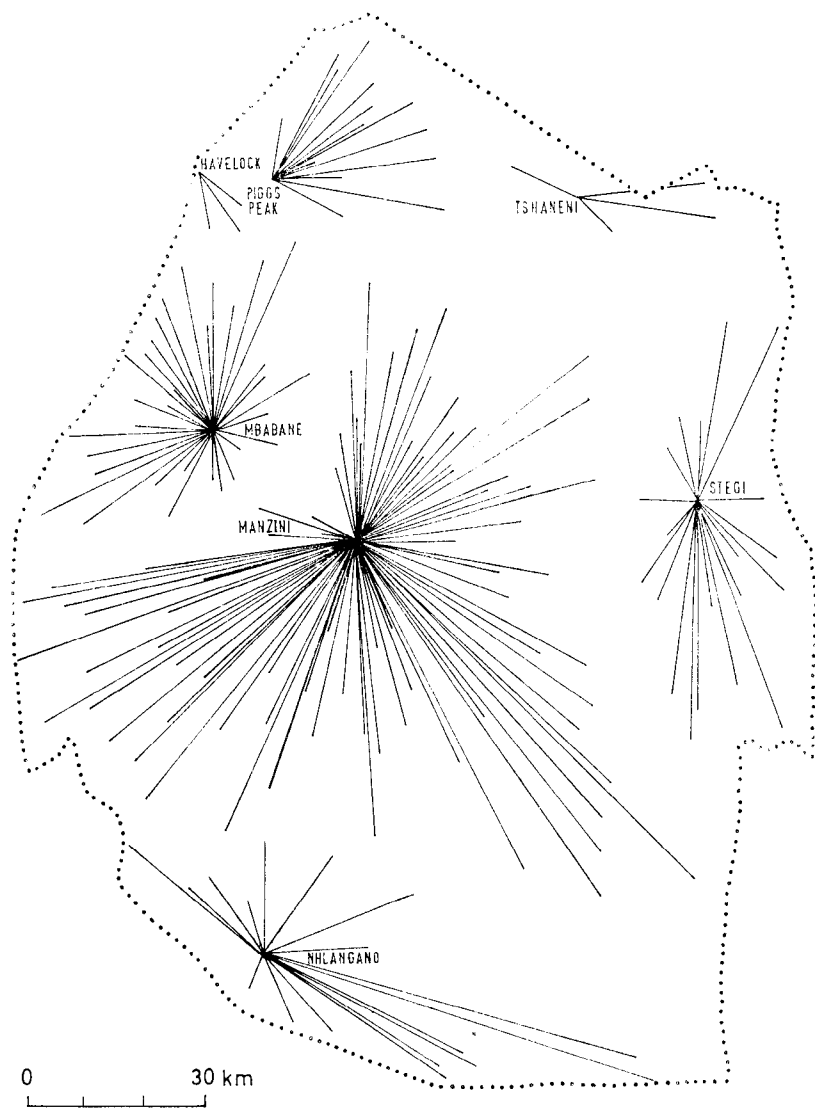 HAVELOCK
PIGGS
PEAK
TSHANENI
MBABANE
STEGI
MANZINI
NHLANGANO
0 30 km